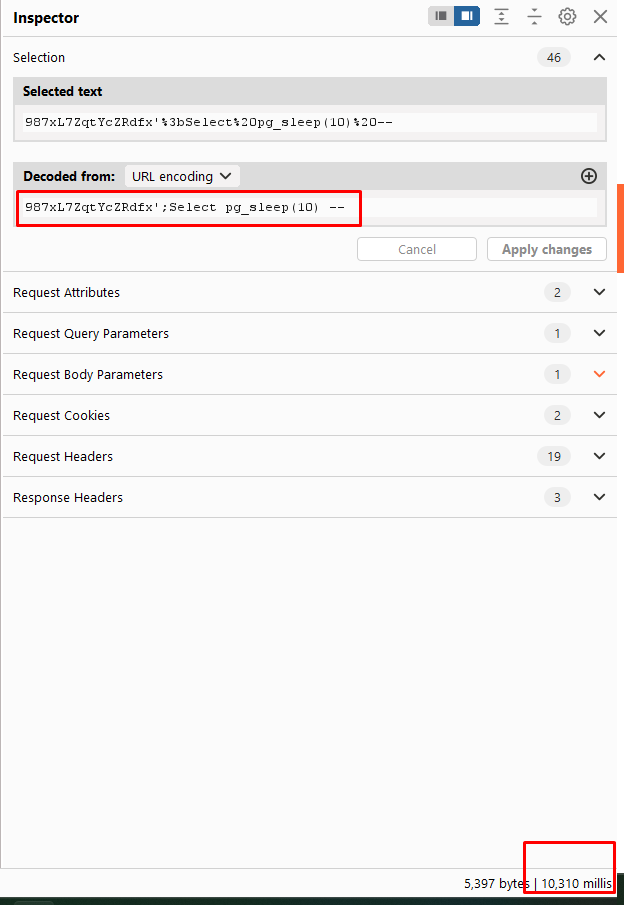 Inspector
Selection 46
Selected text
987xL7ZqtYcZRdfx'%3bSelect%20pg_sleep(10)%20--
Decoded from: URL encoding
987xL7ZqtYcZRdfx';Select pg_sleep(10) --
Cancel Apply changes
Request Attributes 2
Request Query Parameters 1
Request Body Parameters 1
Request Cookies 2
Request Headers 19
Response Headers 3
5,397 bytes | 10,310 millis